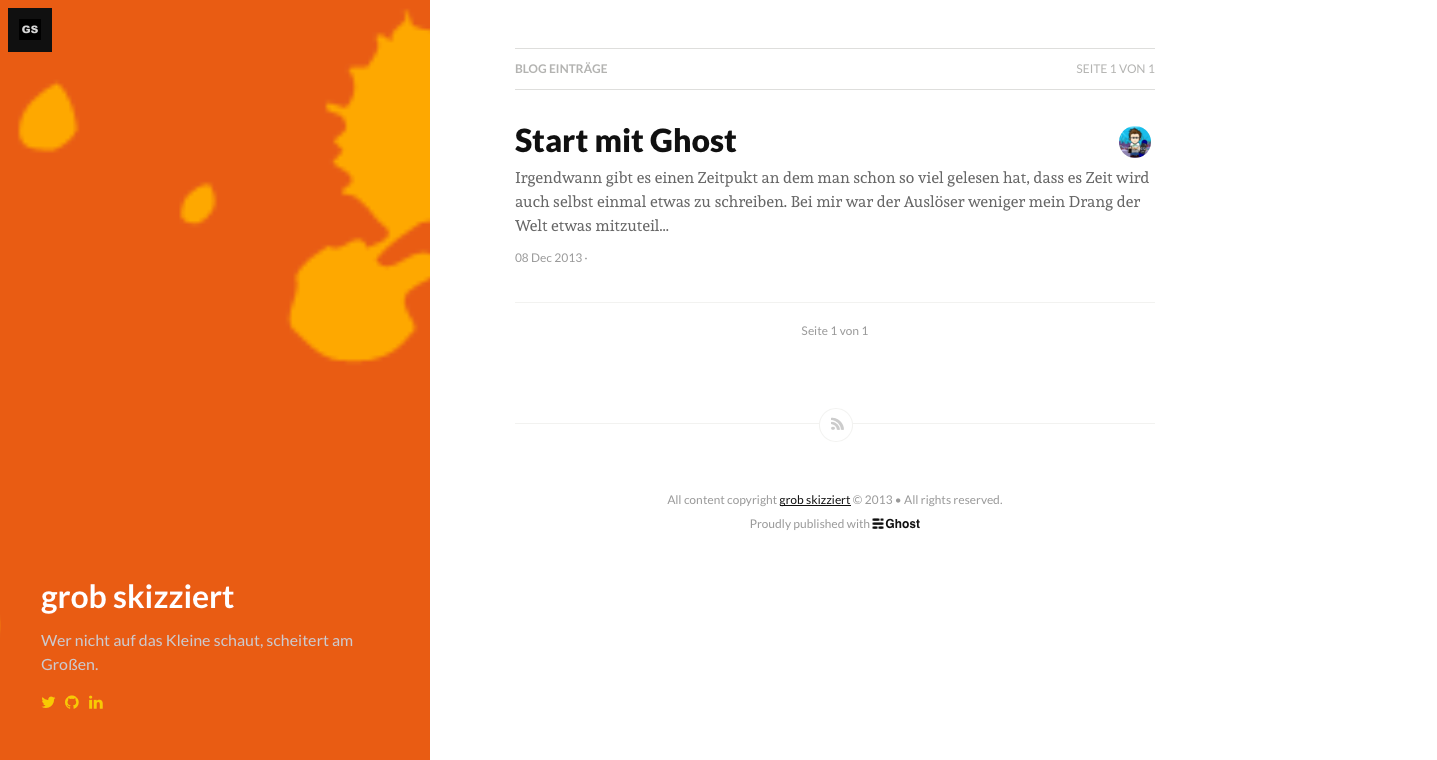 GS
grob skizziert
Wer nicht auf das Kleine schaut, scheitert am
Großen.
BLOG EINTRÄGE
SEITE 1 VON 1
Start mit Ghost
Irgendwann gibt es einen Zeitpukt an dem man schon so viel gelesen hat, dass es Zeit wird
auch selbst einmal etwas zu schreiben. Bei mir war der Auslöser weniger mein Drang der
Welt etwas mitzuteil...
08 Dec 2013 ·
Seite 1 von 1
All content copyright grob skizziert © 2013 • All rights reserved.
Proudly published with Ghost